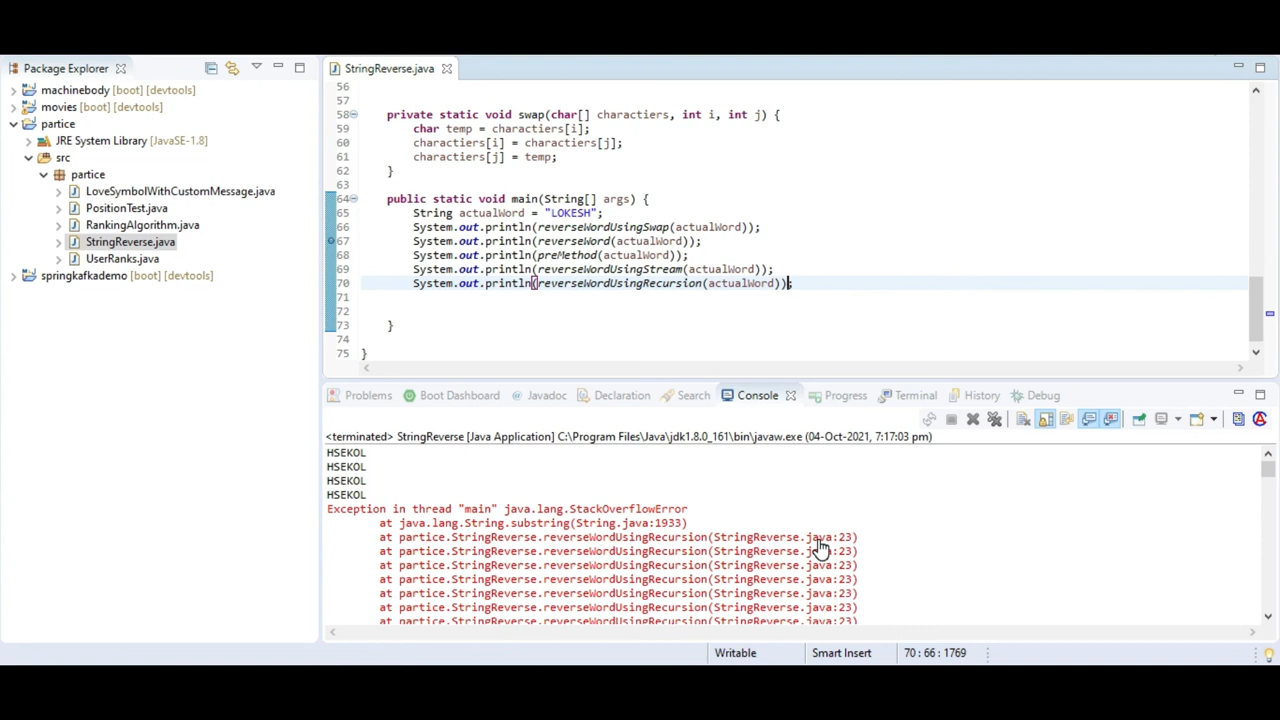 Package Explorer
machinebody [boot] [devtools]
movies [boot] [devtools]
partice
JRE System Library [JavaSE-1.8]
src
partice
LoveSymbolWithCustomMessage.java
PositionTest.java
RankingAlgorithm.java
StringReverse.java
UserRanks.java
springkafkademo [boot] [devtools]
StringReverse.java
56
57
58 private static void swap(char[] charactiers, int i, int j) {
59 char temp = charactiers[i];
60 charactiers[i] = charactiers[j];
61 charactiers[j] = temp;
62 }
63
64 public static void main(String[] args) {
65 String actualWord = "LOKESH";
66 System.out.println(reverseWordUsingSwap(actualWord));
67 System.out.println(reverseWord(actualWord));
68 System.out.println(preMethod(actualWord));
69 System.out.println(reverseWordUsingStream(actualWord));
70 System.out.println(reverseWordUsingRecursion(actualWord));
71
72
73 }
74
75 }
Problems Boot Dashboard Javadoc Declaration Search Console Progress Terminal History Debug
<terminated> StringReverse [Java Application] C:\Program Files\Java\jdk1.8.0_161\bin\javaw.exe (04-Oct-2021, 7:17:03 pm)
HSEKOL
HSEKOL
HSEKOL
HSEKOL
Exception in thread "main" java.lang.StackOverflowError
at java.lang.String.substring(String.java:1933)
at partice.StringReverse.reverseWordUsingRecursion(StringReverse.java:23)
at partice.StringReverse.reverseWordUsingRecursion(StringReverse.java:23)
at partice.StringReverse.reverseWordUsingRecursion(StringReverse.java:23)
at partice.StringReverse.reverseWordUsingRecursion(StringReverse.java:23)
at partice.StringReverse.reverseWordUsingRecursion(StringReverse.java:23)
at partice.StringReverse.reverseWordUsingRecursion(StringReverse.java:23)
at partice.StringReverse.reverseWordUsingRecursion(StringReverse.java:23)
Writable Smart Insert 70 : 66 : 1769